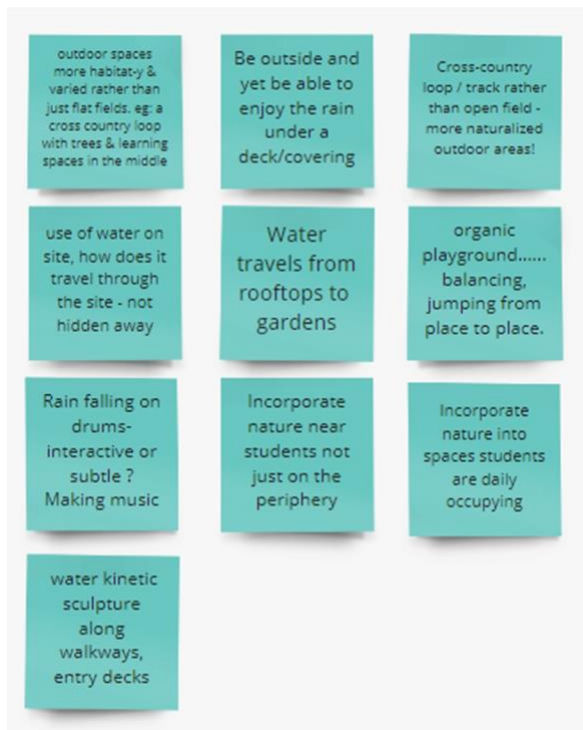 outdoor spaces
more habitat-y &
varied rather than
just flat fields. eg: a
cross country loop
with trees & learning
spaces in the middle
Be outside and
yet be able to
enjoy the rain
under a
deck/covering
Cross-country
loop / track rather
than open field -
more naturalized
outdoor areas!
use of water on
site, how does it
travel through
the site - not
hidden away
Water
travels from
rooftops to
gardens
organic
playground......
balancing,
jumping from
place to place.
Rain falling on
drums-
interactive or
subtle ?
Making music
Incorporate
nature near
students not
just on the
periphery
Incorporate
nature into
spaces students
are daily
occupying
water kinetic
sculpture
along
walkways,
entry decks